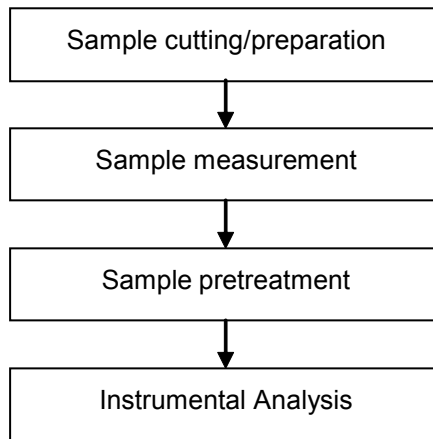 Sample cutting/preparation
Sample measurement
Sample pretreatment
Instrumental Analysis